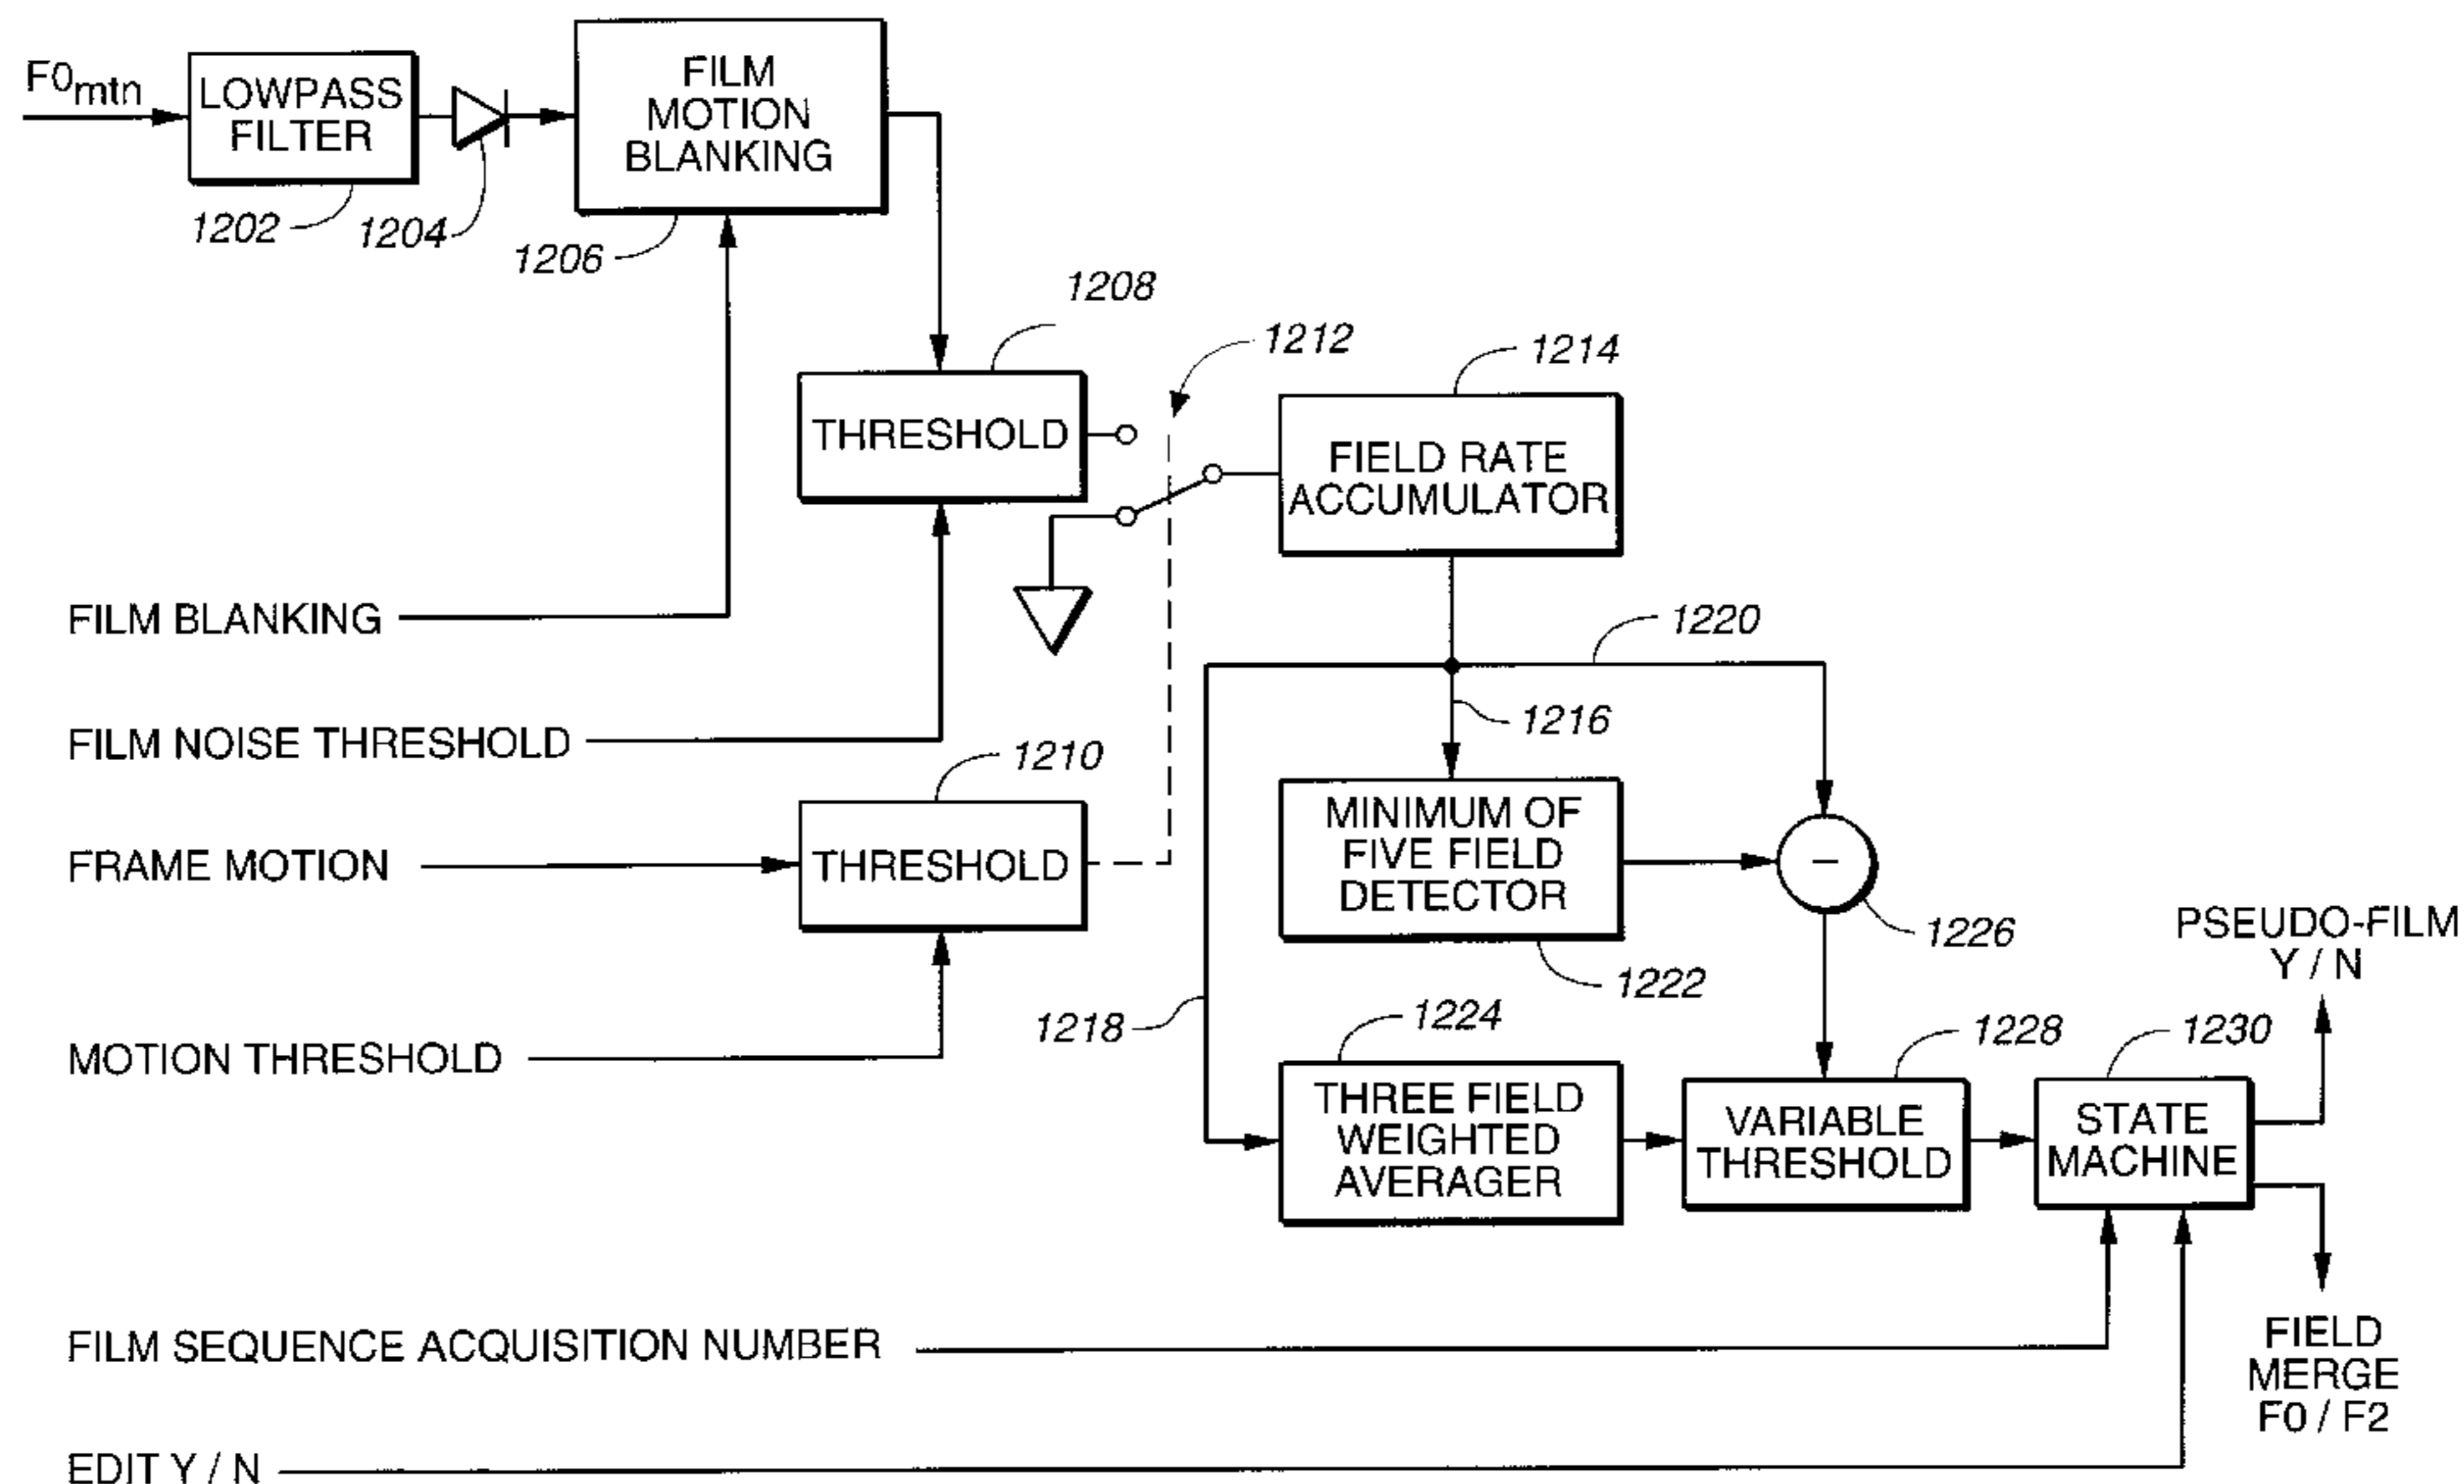 F0mtn
LOWPASS
FILTER
1202
1204
FILM
MOTION
BLANKING
1206
1208
THRESHOLD
1212
1214
FIELD RATE
ACCUMULATOR
FILM BLANKING
1220
1216
FILM NOISE THRESHOLD
1210
FRAME MOTION
THRESHOLD
MINIMUM OF
FIVE FIELD
DETECTOR
1226
1222
PSEUDO-FILM
Y / N
1218
1224
1228
1230
MOTION THRESHOLD
THREE FIELD
WEIGHTED
AVERAGER
VARIABLE
THRESHOLD
STATE
MACHINE
FILM SEQUENCE ACQUISITION NUMBER
FIELD
MERGE
F0 / F2
EDIT Y / N